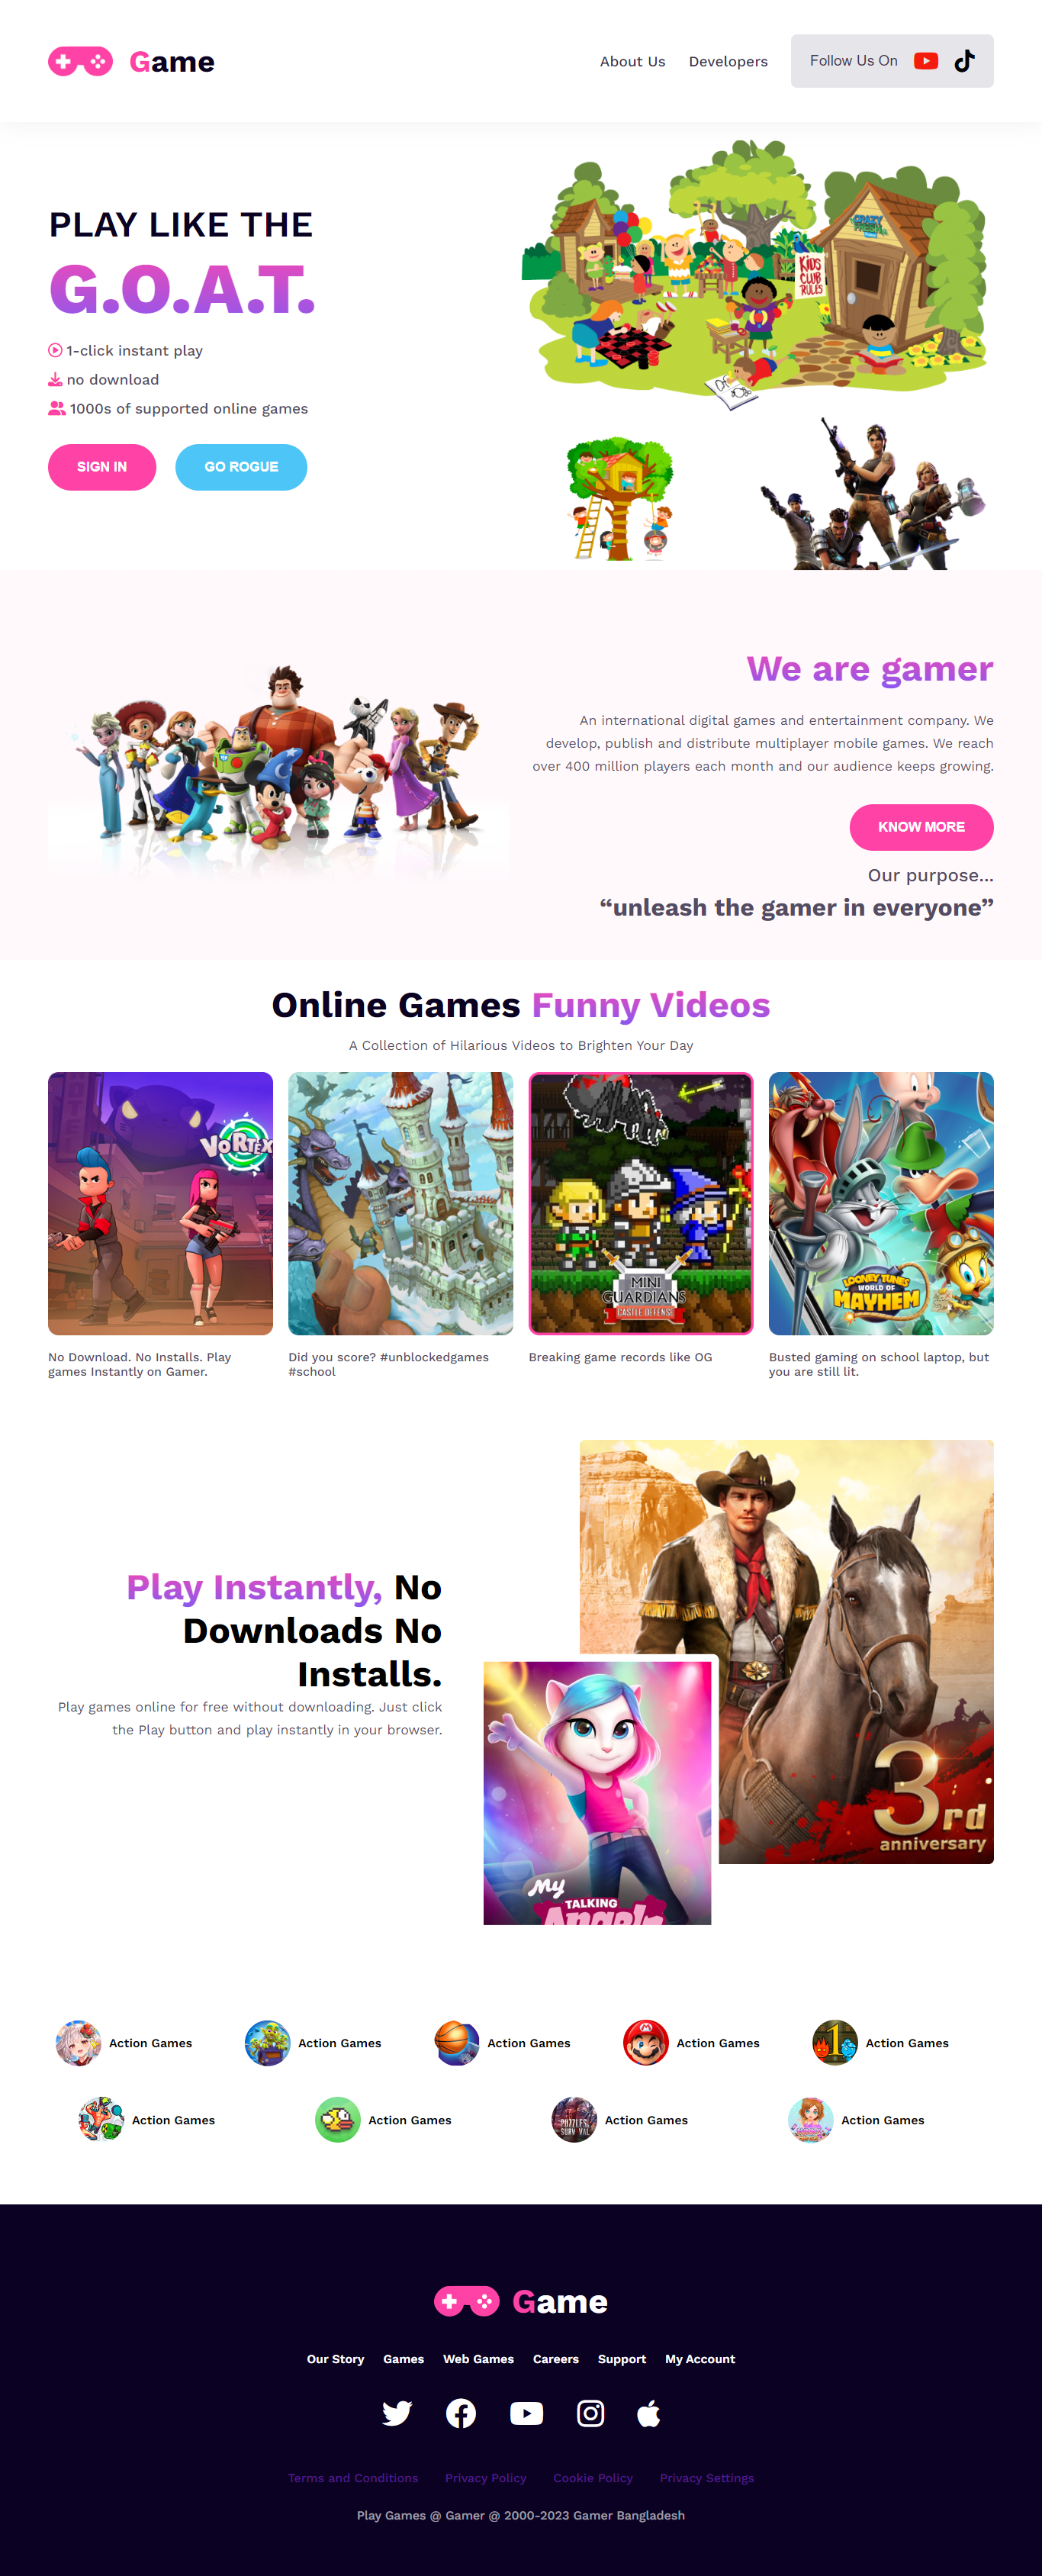 Game
About Us
Developers
Follow Us On
PLAY LIKE THE
G.O.A.T.
1-click instant play
no download
1000s of supported online games
SIGN IN
GO ROGUE
CRAZY
KIDS
CLUB
RULES
We are gamer
An international digital games and entertainment company. We
develop, publish and distribute multiplayer mobile games. We reach
over 400 million players each month and our audience keeps growing.
KNOW MORE
Our purpose...
“unleash the gamer in everyone”
Online Games Funny Videos
A Collection of Hilarious Videos to Brighten Your Day
VORTEX
MINI
GUARDIANS
CASTLE DEFENSE
LOONEY TUNES
WORLD OF
MAYHEM
No Download. No Installs. Play
games Instantly on Gamer.
Did you score? #unblockedgames
#school
Breaking game records like OG
Busted gaming on school laptop, but
you are still lit.
Play Instantly, No
Downloads No
Installs.
Play games online for free without downloading. Just click
the Play button and play instantly in your browser.
3rd
anniversary
My
TALKING
Angela
Action Games
Action Games
Action Games
Action Games
1
Action Games
Action Games
Action Games
PUZZLES
SURVIVAL
Action Games
Action Games
Game
Our Story
Games
Web Games
Careers
Support
My Account
Terms and Conditions
Privacy Policy
Cookie Policy
Privacy Settings
Play Games @ Gamer @ 2000-2023 Gamer Bangladesh